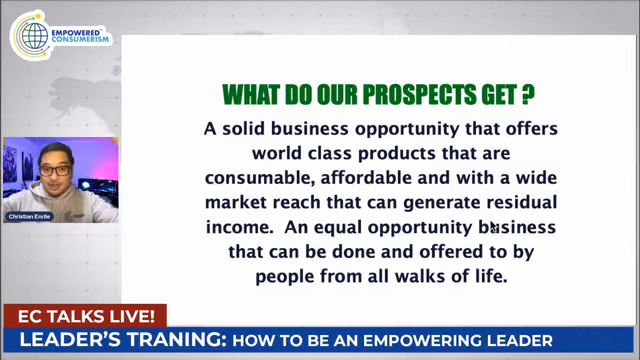 EMPOWERED
CONSUMERISM
WHAT DO OUR PROSPECTS GET ?
A solid business opportunity that offers
world class products that are
consumable, affordable and with a wide
market reach that can generate residual
income. An equal opportunity business
that can be done and offered to by
people from all walks of life.
Christian Enrile
EC TALKS LIVE!
LEADER'S TRANING: HOW TO BE AN EMPOWERING LEADER